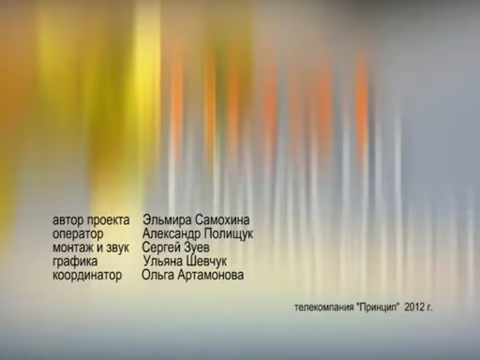 автор проекта Эльмира Самохина
оператор Александр Полищук
монтаж и звук Сергей Зуев
графика Ульяна Шевчук
координатор Ольга Артамонова
телекомпания "Принцип" 2012 г.